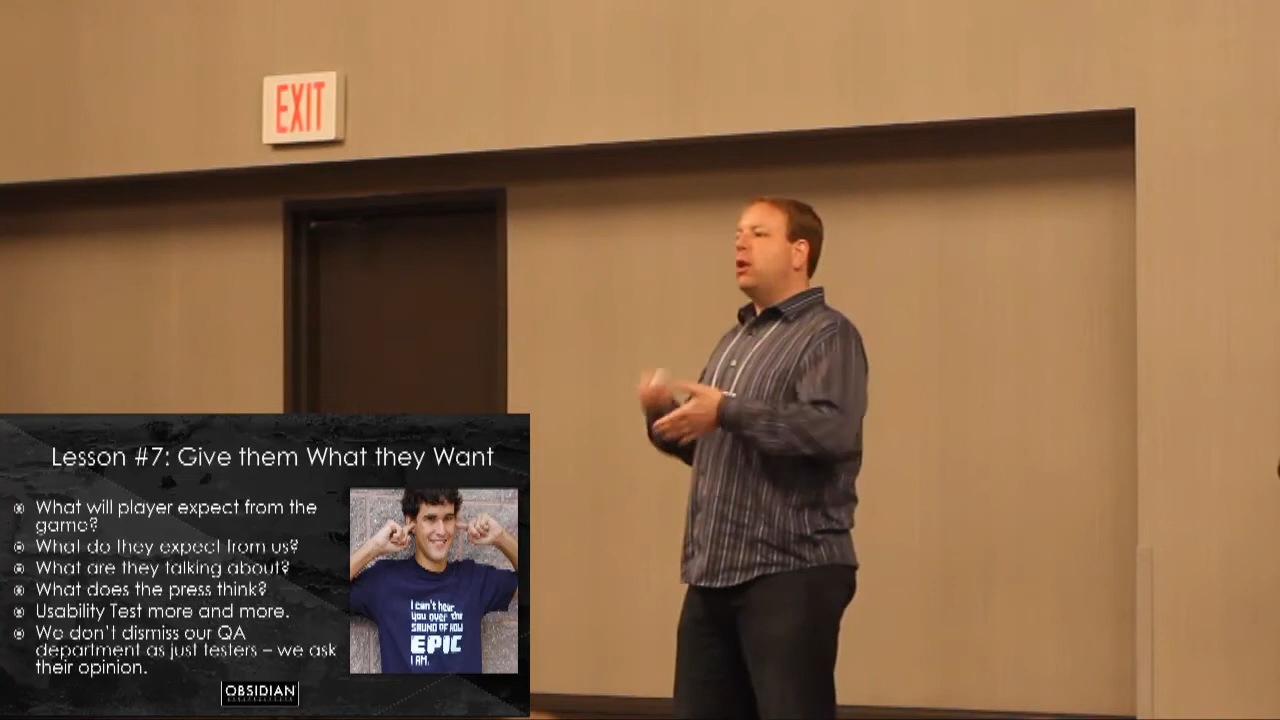 EXIT
Lesson #7: Give them What they Want
What will player expect from the
game?
What do they expect from us?
What are they talking about?
What does the press think?
Usability Test more and more.
We don't dismiss our QA
department as just testers – we ask
their opinion.
I can't hear
you over the
SOUND OF HOW
EPIC
I AM.
OBSIDIAN